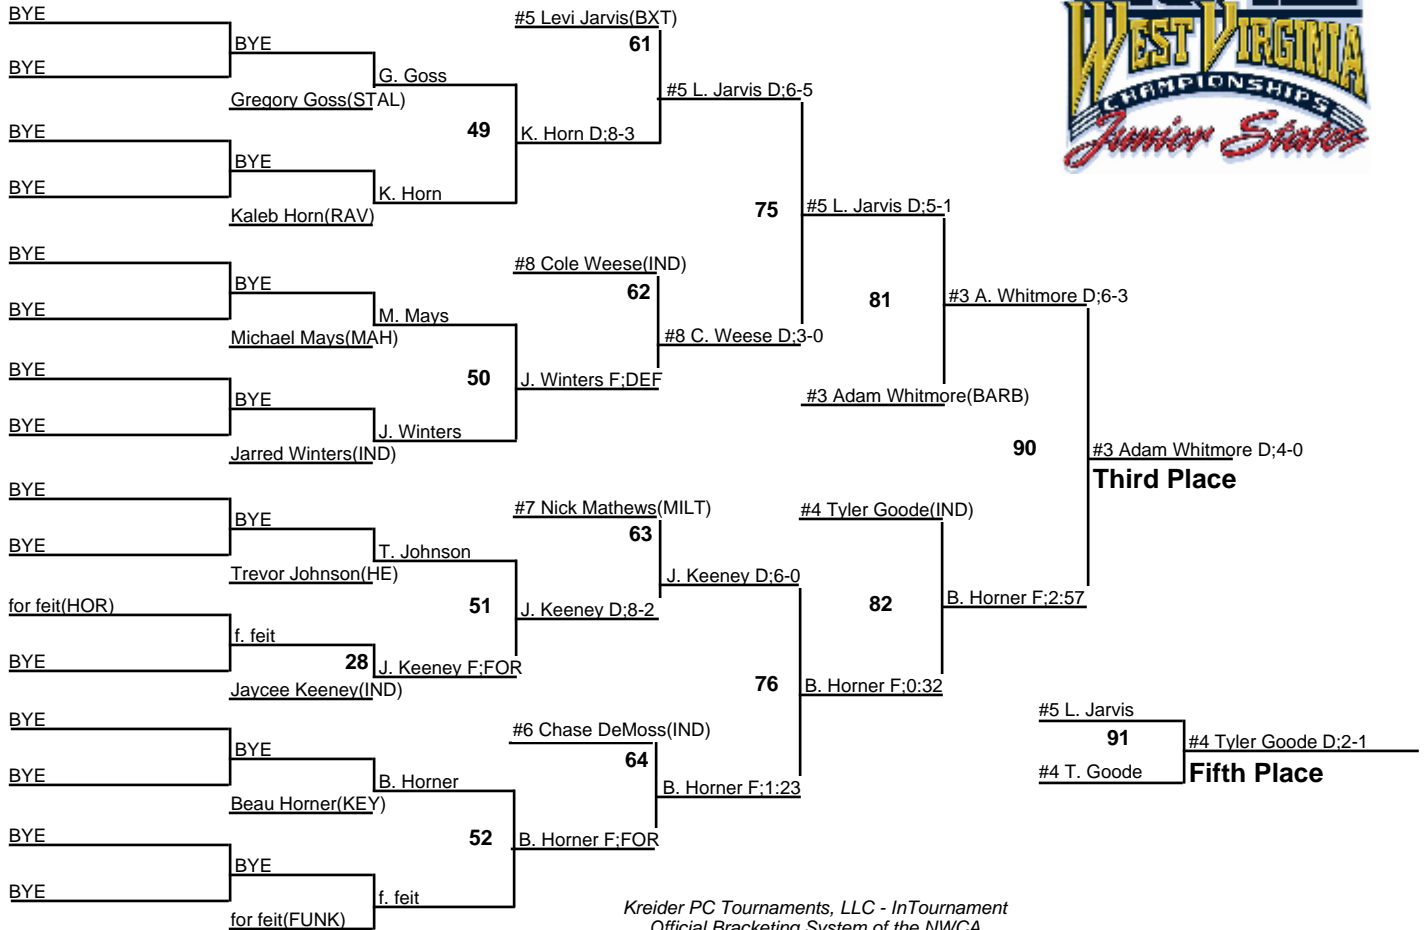 BYE
BYE
BYE
G. Goss
Gregory Goss(STAL)
49
K. Horn D;8-3
BYE
BYE
BYE
K. Horn
Kaleb Horn(RAV)
#5 Levi Jarvis(BXT)
61
#5 L. Jarvis D;6-5
BYE
BYE
BYE
M. Mays
Michael Mays(MAH)
50
J. Winters F;DEF
BYE
BYE
BYE
J. Winters
Jarred Winters(IND)
#8 Cole Weese(IND)
62
#8 C. Weese D;3-0
75
#5 L. Jarvis D;5-1
81
#3 A. Whitmore D;6-3
#3 Adam Whitmore(BARB)
90
#3 Adam Whitmore D;4-0
Third Place
BYE
BYE
BYE
T. Johnson
Trevor Johnson(HE)
51
J. Keeney D;8-2
for feit(HOR)
BYE
f. feit
28
J. Keeney F;FOR
Jaycee Keeney(IND)
#7 Nick Mathews(MILT)
63
J. Keeney D;6-0
#4 Tyler Goode(IND)
82
B. Horner F;2:57
76
B. Horner F;0:32
BYE
BYE
BYE
B. Horner
Beau Horner(KEY)
52
B. Horner F;FOR
BYE
BYE
BYE
f. feit
for feit(FUNK)
#6 Chase DeMoss(IND)
64
B. Horner F;1:23
#5 L. Jarvis
91
#4 T. Goode
#4 Tyler Goode D;2-1
Fifth Place
WEST VIRGINIA
CHAMPIONSHIPS
Junior States
Kreider PC Tournaments, LLC - InTournament
Official Bracketing System of the NWCA